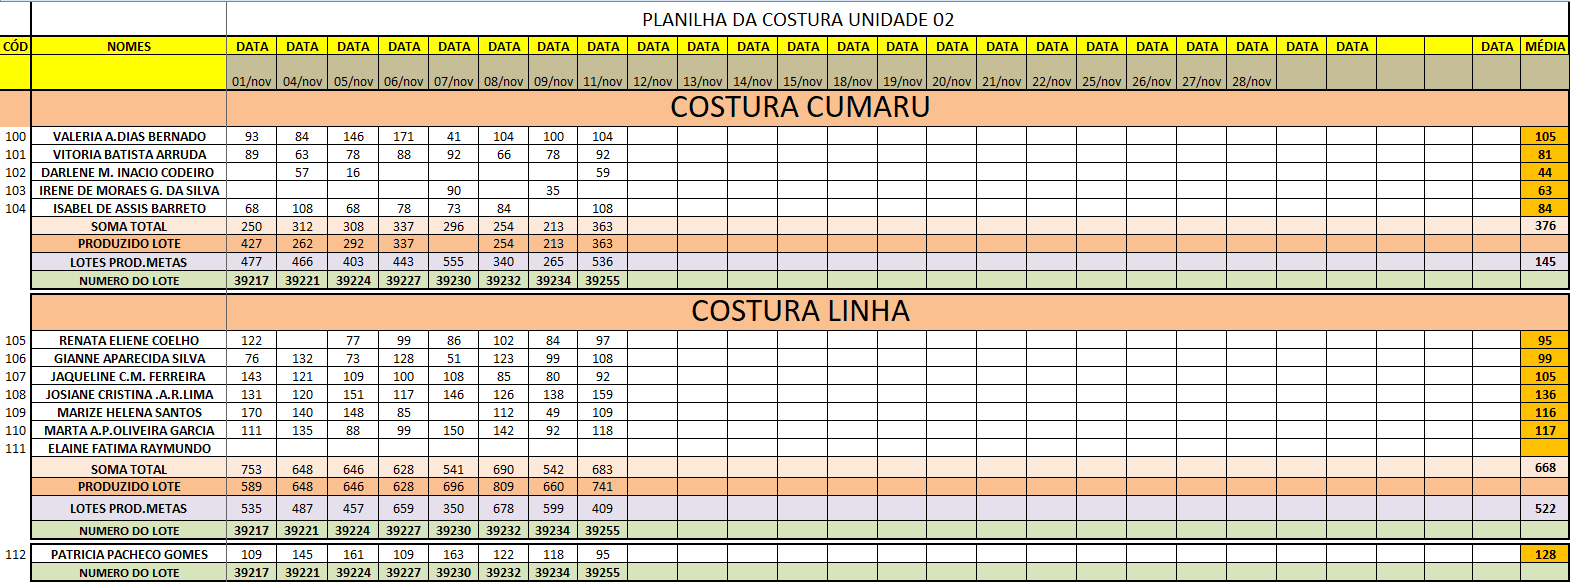 PLANILHA DA COSTURA UNIDADE 02
CÓD NOMES DATA DATA DATA DATA DATA DATA DATA DATA DATA DATA DATA DATA DATA DATA DATA DATA DATA DATA DATA DATA DATA DATA DATA DATA MÉDIA
01/nov 04/nov 05/nov 06/nov 07/nov 08/nov 09/nov 11/nov 12/nov 13/nov 14/nov 15/nov 18/nov 19/nov 20/nov 21/nov 22/nov 25/nov 26/nov 27/nov 28/nov
COSTURA CUMARU
100 VALERIA A.DIAS BERNADO 93 84 146 171 41 104 100 104 105
101 VITORIA BATISTA ARRUDA 89 63 78 88 92 66 78 92 81
102 DARLENE M. INACIO CODEIRO 57 16 59 44
103 IRENE DE MORAES G. DA SILVA 90 35 63
104 ISABEL DE ASSIS BARRETO 68 108 68 78 73 84 108 84
SOMA TOTAL 250 312 308 337 296 254 213 363 376
PRODUZIDO LOTE 427 262 292 337 254 213 363
LOTES PROD.METAS 477 466 403 443 555 340 265 536 145
NUMERO DO LOTE 39217 39221 39224 39227 39230 39232 39234 39255
COSTURA LINHA
105 RENATA ELIENE COELHO 122 77 99 86 102 84 97 95
106 GIANNE APARECIDA SILVA 76 132 73 128 51 123 99 108 99
107 JAQUELINE C.M. FERREIRA 143 121 109 100 108 85 80 92 105
108 JOSIANE CRISTINA .A.R.LIMA 131 120 151 117 146 126 138 159 136
109 MARIZE HELENA SANTOS 170 140 148 85 112 49 109 116
110 MARTA A.P.OLIVEIRA GARCIA 111 135 88 99 150 142 92 118 117
111 ELAINE FATIMA RAYMUNDO
SOMA TOTAL 753 648 646 628 541 690 542 683 668
PRODUZIDO LOTE 589 648 646 628 696 809 660 741
LOTES PROD.METAS 535 487 457 659 350 678 599 409 522
NUMERO DO LOTE 39217 39221 39224 39227 39230 39232 39234 39255
112 PATRICIA PACHECO GOMES 109 145 161 109 163 122 118 95 128
NUMERO DO LOTE 39217 39221 39224 39227 39230 39232 39234 39255